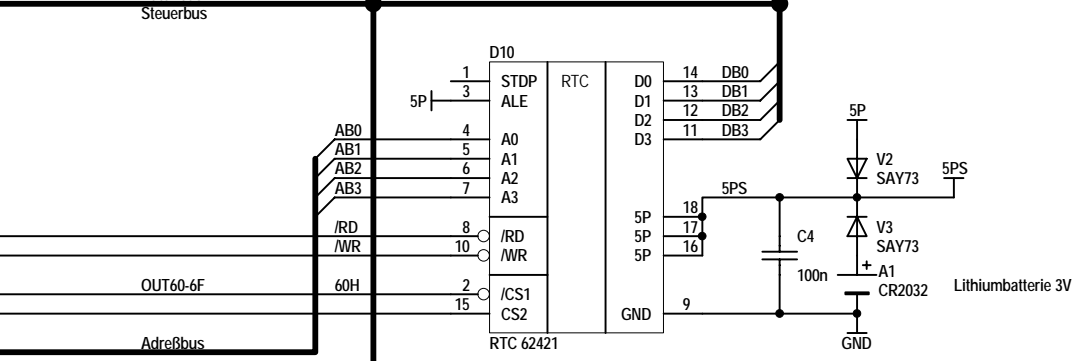 Steuerbus
D10
1 STDP RTC D0 14 DB0
5P 3 ALE D1 13 DB1
D2 12 DB2
AB0 4 A0 D3 11 DB3
AB1 5 A1
AB2 6 A2
AB3 7 A3
5P
V2
SAY73
5PS
5PS
18
/RD 8 /RD 5P 17
/WR 10 /WR 5P 16
5P
C4
100n
V3
SAY73
+
A1
CR2032
Lithiumbatterie 3V
OUT60-6F 60H 2 /CS1
15 CS2 GND 9
Adreßbus
RTC 62421
GND